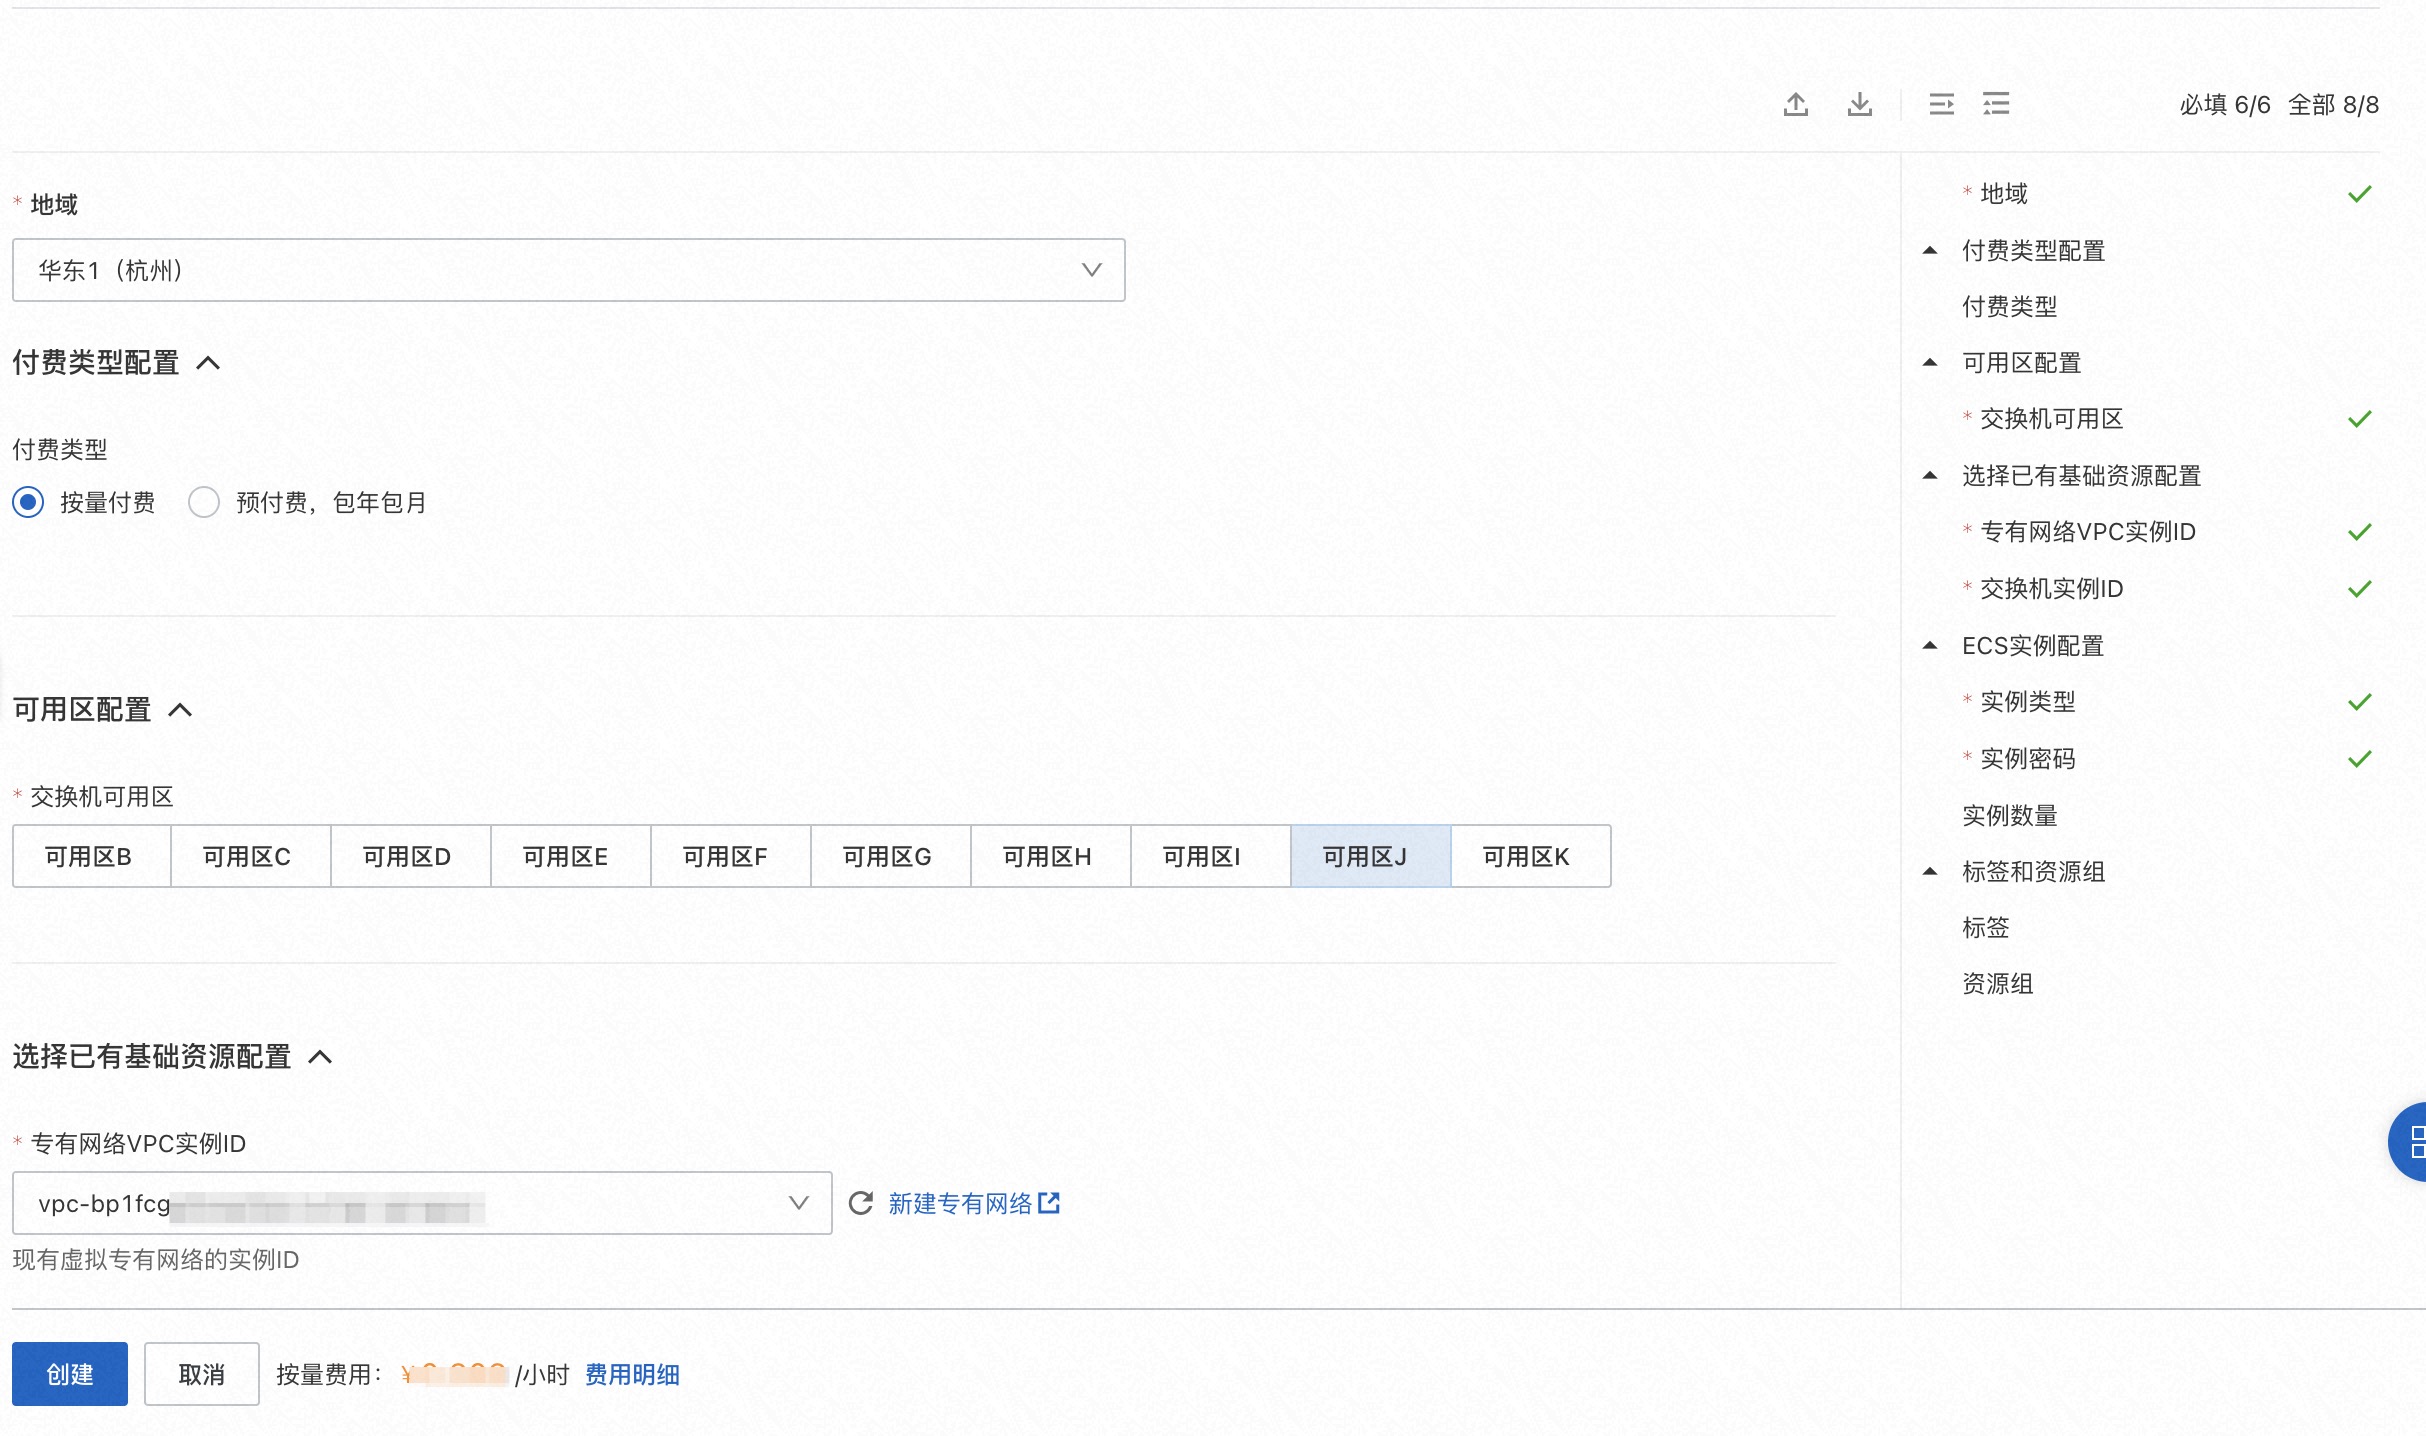 必填 6/6 全部 8/8
* 地域
华东1（杭州）
付费类型配置
付费类型
按量付费 预付费，包年包月
可用区配置
* 交换机可用区
可用区B 可用区C 可用区D 可用区E 可用区F 可用区G 可用区H 可用区I 可用区J 可用区K
选择已有基础资源配置
* 专有网络VPC实例ID
vpc-bp1fcg
新建专有网络
现有虚拟专有网络的实例ID
* 地域
付费类型配置
付费类型
可用区配置
* 交换机可用区
选择已有基础资源配置
* 专有网络VPC实例ID
* 交换机实例ID
ECS实例配置
* 实例类型
* 实例密码
实例数量
标签和资源组
标签
资源组
创建 取消 按量费用： ¥ /小时 费用明细